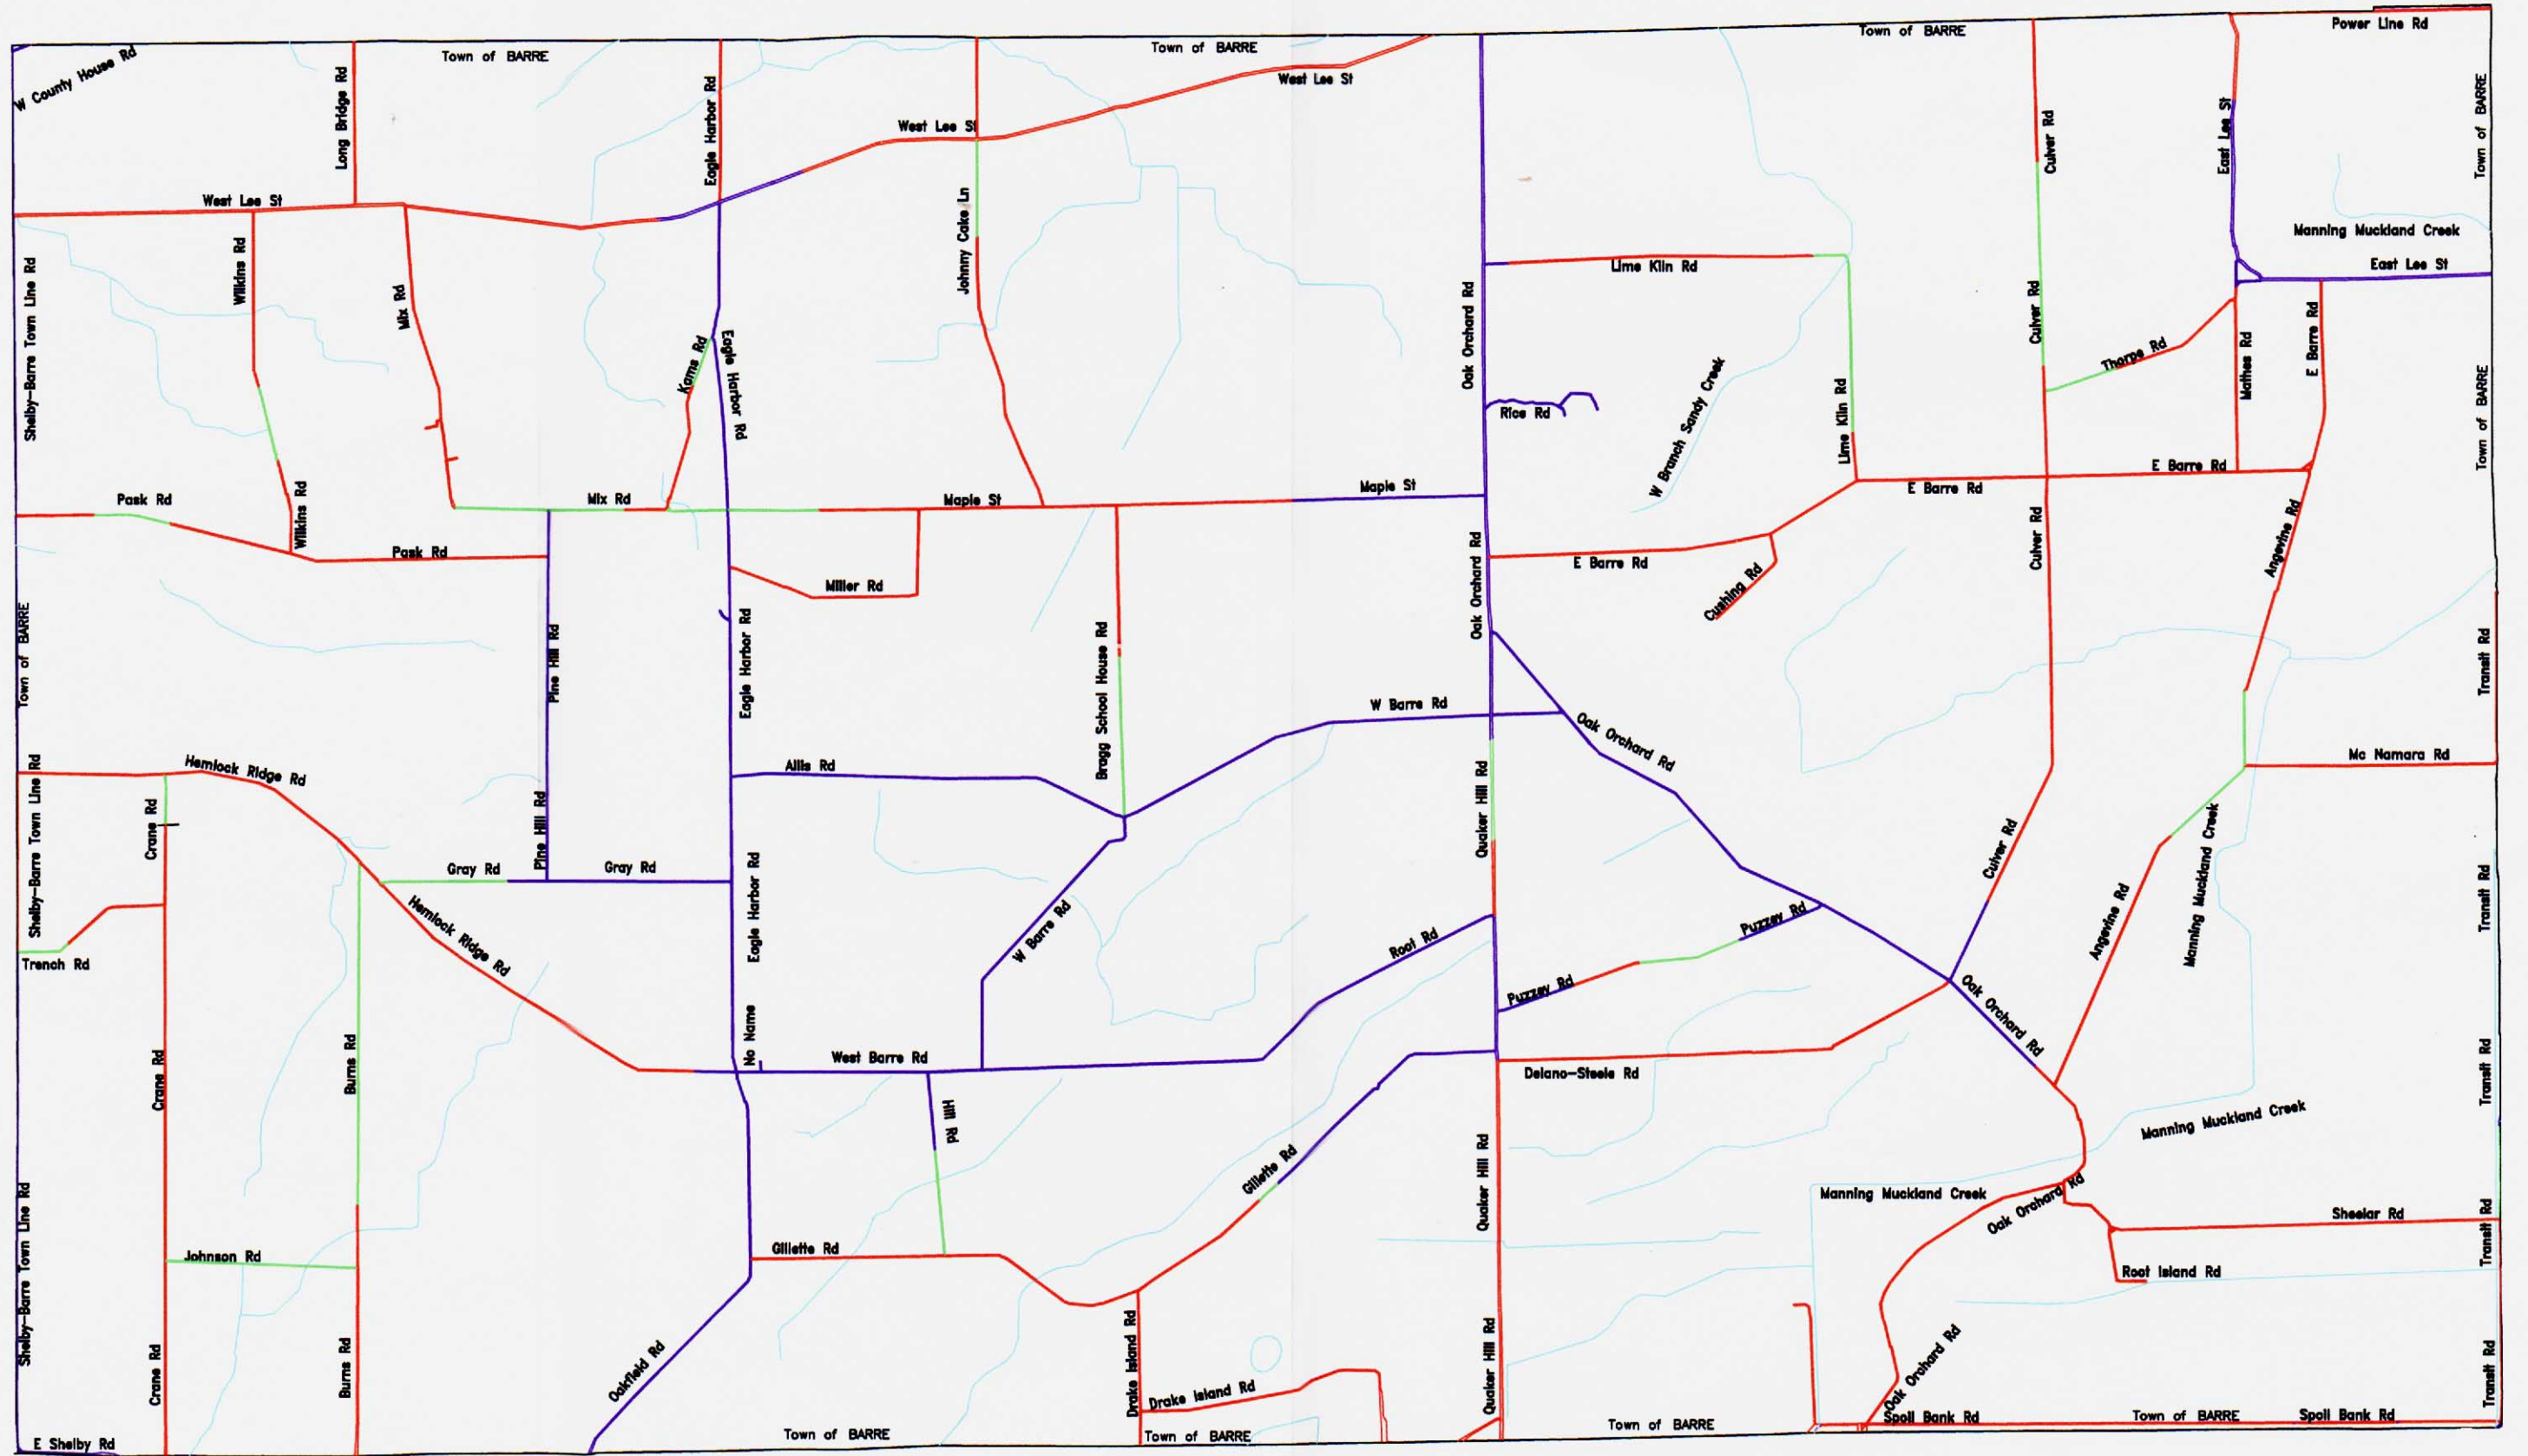 Power Line Rd
Town of BARRE
Town of BARRE
Town of BARRE
W County House Rd
Long Bridge Rd
Eagle Harbor Rd
West Lee St
West Lee St
Culver Rd
East Lee St
Town of BARRE
West Lee St
Wilkins Rd
Johnny Cake Ln
Manning Muckland Creek
East Lee St
Lime Kiln Rd
Shelby-Barre Town Line Rd
Mix Rd
Kams Rd
Eagle Harbor Rd
Oak Orchard Rd
Culver Rd
Thorpe Rd
Mathes Rd
E Barre Rd
Rice Rd
W Branch Sandy Creek
Lime Kiln Rd
Town of BARRE
E Barre Rd
Pask Rd
Wilkins Rd
Mix Rd
Maple St
Maple St
E Barre Rd
Pask Rd
Miller Rd
Oak Orchard Rd
E Barre Rd
Cushing Rd
Culver Rd
Angevine Rd
Town of BARRE
Pine Hill Rd
Eagle Harbor Rd
Bragg School House Rd
W Barre Rd
Oak Orchard Rd
Transit Rd
Mc Namara Rd
Hemlock Ridge Rd
Allis Rd
Shelby-Barre Town Line Rd
Crane Rd
Pine Hill Rd
Quaker Hill Rd
Culver Rd
Manning Muckland Creek
Gray Rd
Gray Rd
Eagle Harbor Rd
Transit Rd
Hemlock Ridge Rd
W Barre Rd
Root Rd
Puzzey Rd
Angevine Rd
Trench Rd
Puzzey Rd
Oak Orchard Rd
Crane Rd
Burns Rd
No Name
West Barre Rd
Delano-Steele Rd
Transit Rd
Hill Rd
Manning Muckland Creek
Gillette Rd
Quaker Hill Rd
Manning Muckland Creek
Oak Orchard Rd
Sheelar Rd
Transit Rd
Shelby-Barre Town Line Rd
Johnson Rd
Gillette Rd
Root Island Rd
Crane Rd
Burns Rd
Oakfield Rd
Drake Island Rd
Drake Island Rd
Quaker Hill Rd
Oak Orchard Rd
Transit Rd
Spoil Bank Rd
Town of BARRE
Spoil Bank Rd
Town of BARRE
Town of BARRE
Town of BARRE
E Shelby Rd